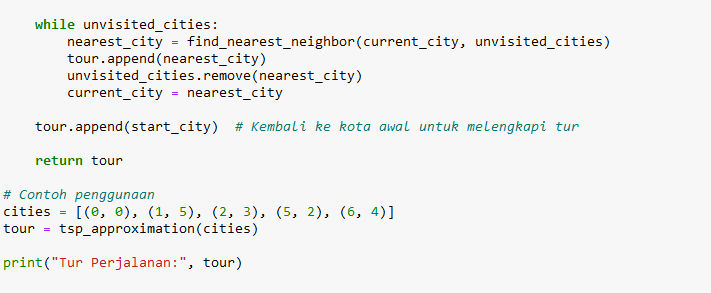 while unvisited_cities:
nearest_city = find_nearest_neighbor(current_city, unvisited_cities)
tour.append(nearest_city)
unvisited_cities.remove(nearest_city)
current_city = nearest_city
tour.append(start_city)  # Kembali ke kota awal untuk melengkapi tur
return tour
# Contoh penggunaan
cities = [(0, 0), (1, 5), (2, 3), (5, 2), (6, 4)]
tour = tsp_approximation(cities)
print("Tur Perjalanan:", tour)